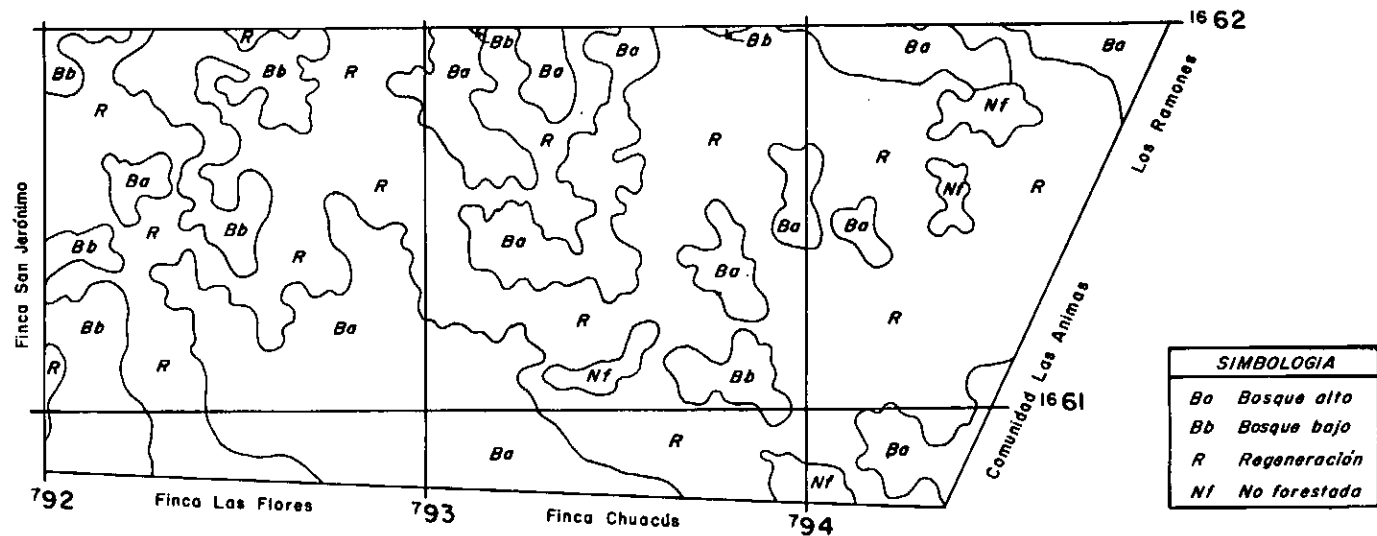 16 62
R
Bb
Ba
Bb
Ba
Bb
Bb
R
Ba
Ba
Ba
R
Nf
R
R
R
Ba
R
R
Nf
R
Bb
R
Ba
Ba
Ba
Bb
R
Ba
Ba
Bb
Ba
R
R
R
R
Nf
Bb
16 61
R
Ba
Ba
Nf
Finca San Jerónimo
Los Ramones
Comunidad Las Animas
792
Finca Las Flores
793
Finca Chuacús
794
SIMBOLOGIA
Ba Bosque alto
Bb Bosque bajo
R Regeneración
Nf No forestada